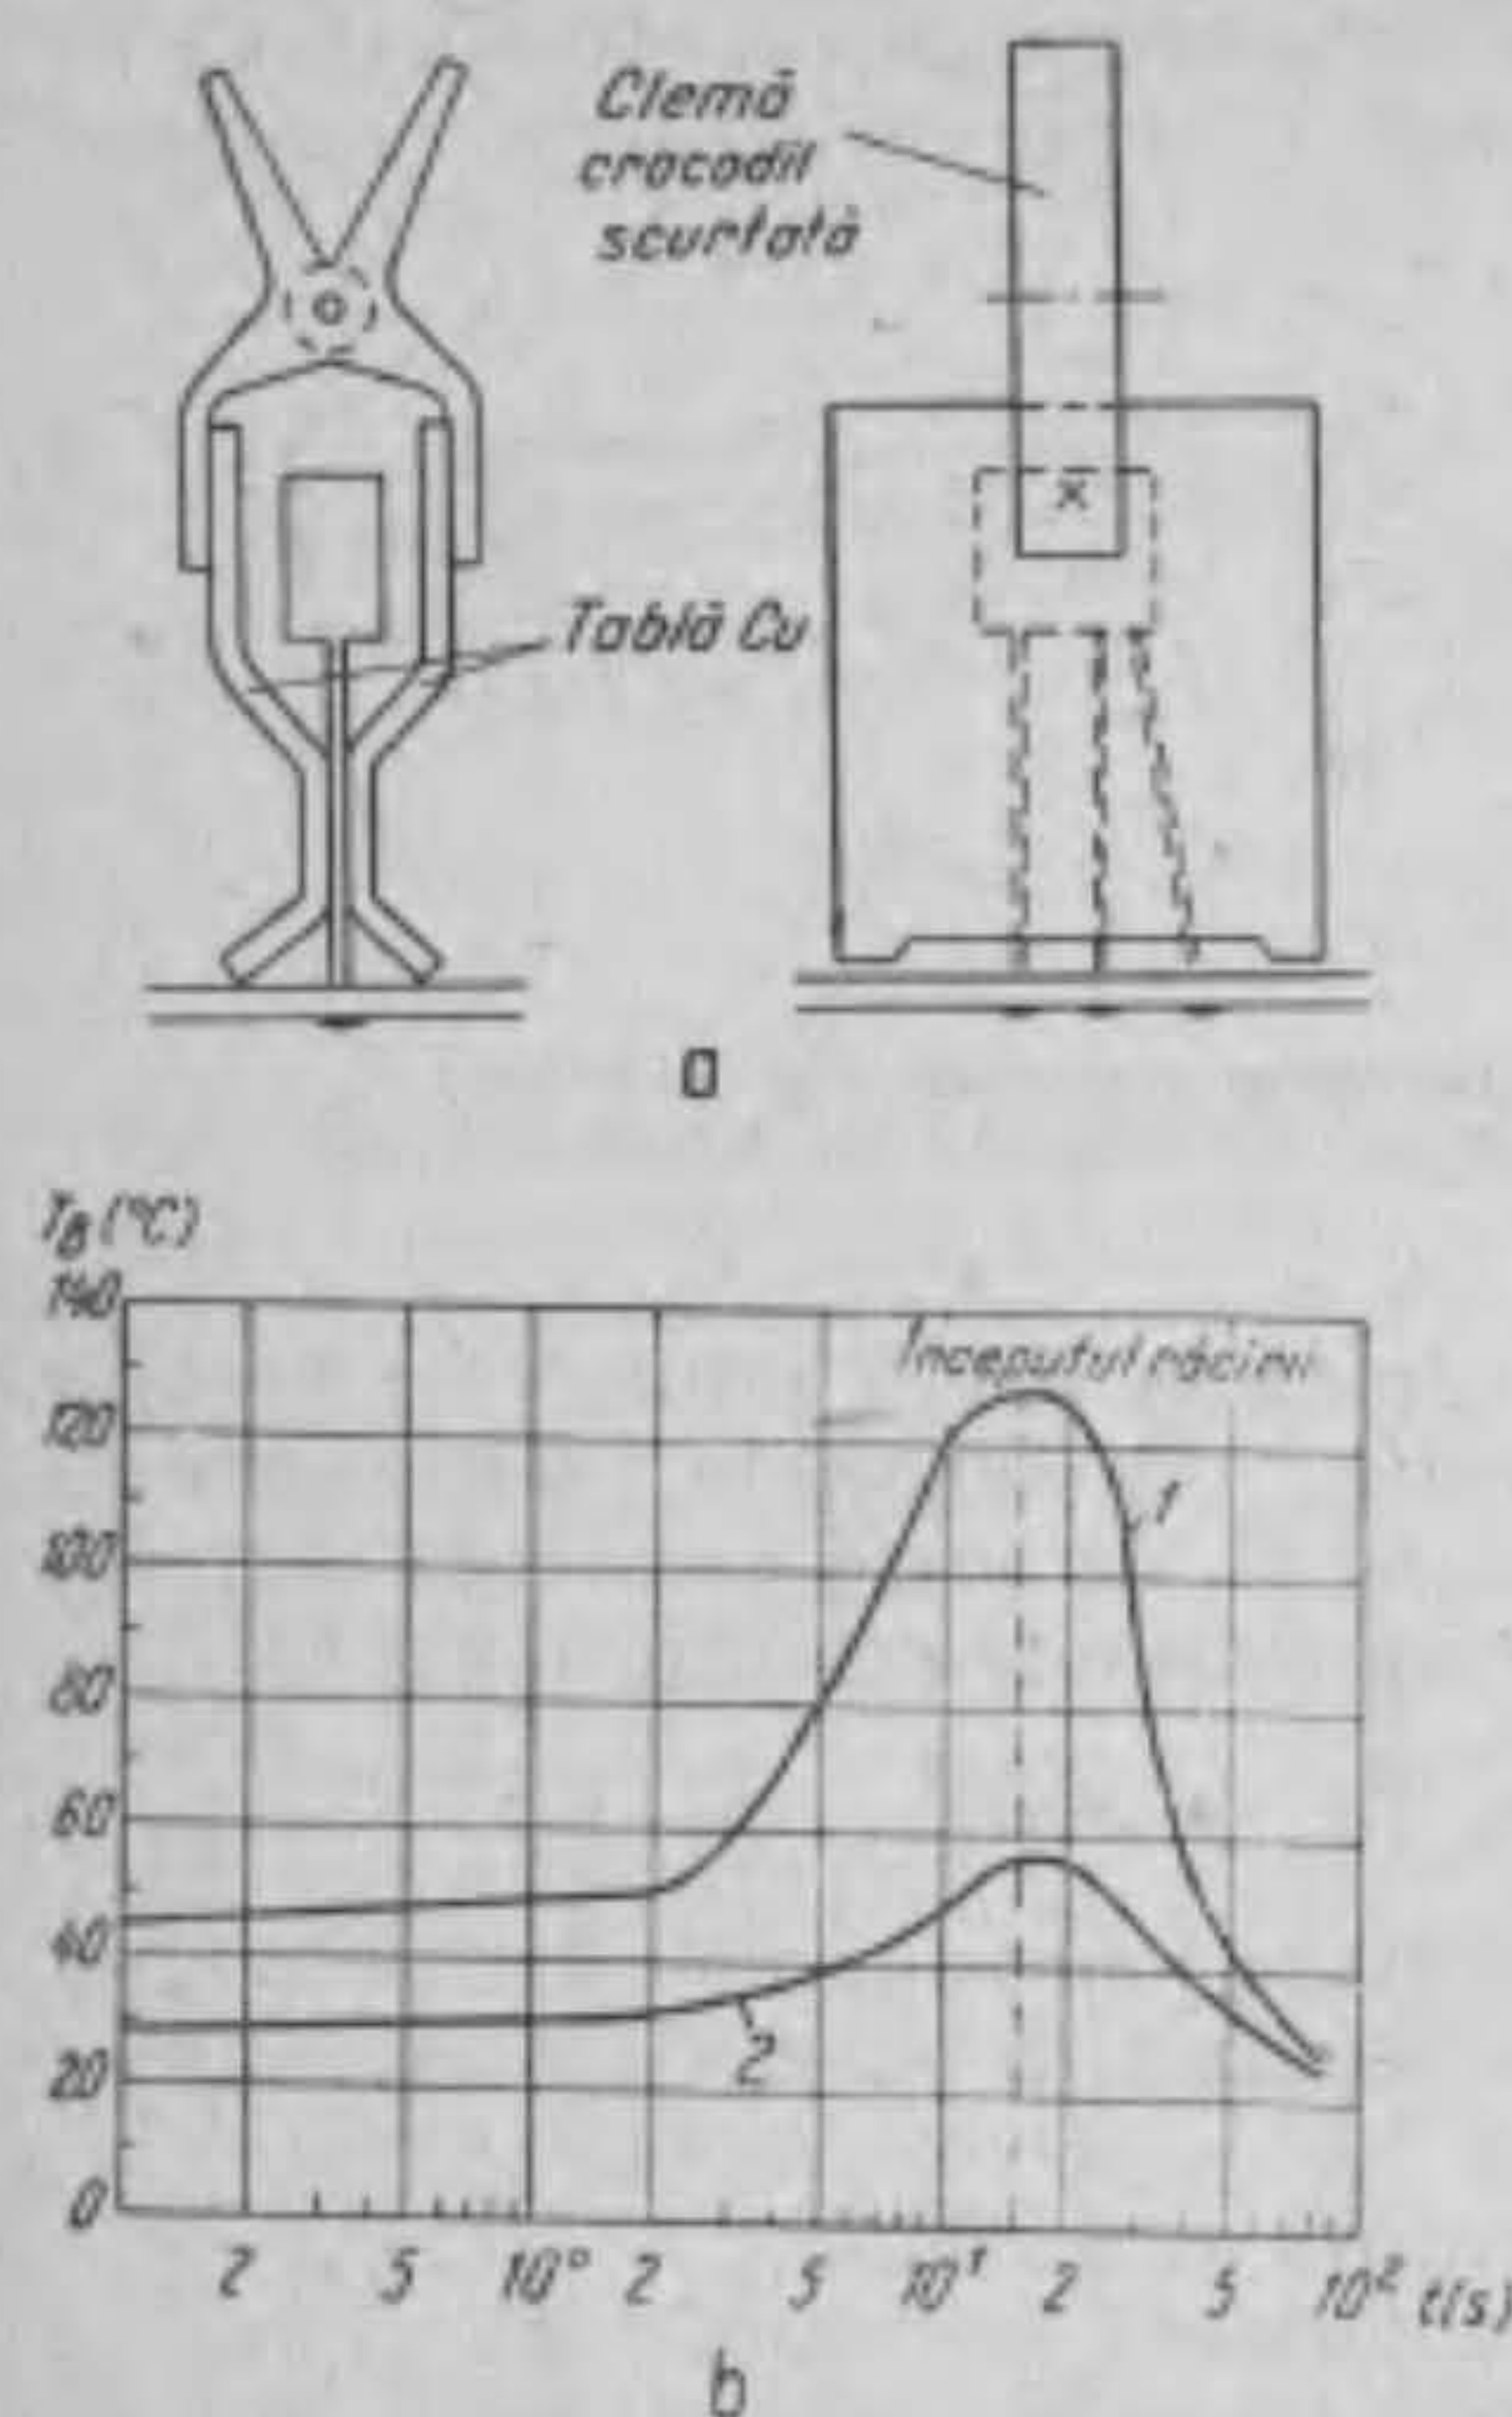 Clemă
crocodil
scurtată
Tablă Cu
x
a
T_B (°C)
140
Începutul răcirii
120
1
100
80
60
40
2
20
0
2 5 10⁰ 2 5 10¹ 2 5 10² t(s)
b